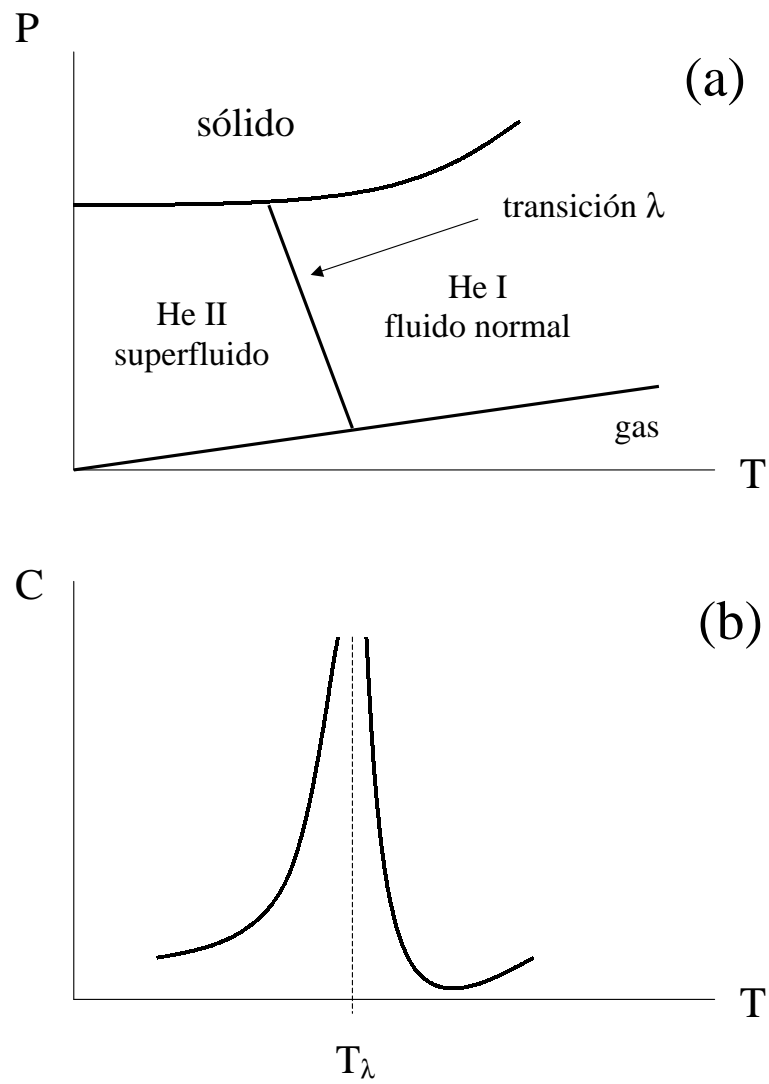 P
(a)
sólido
transición λ
He I
fluido normal
He II
superfluido
gas
T
C
(b)
T
Tλ